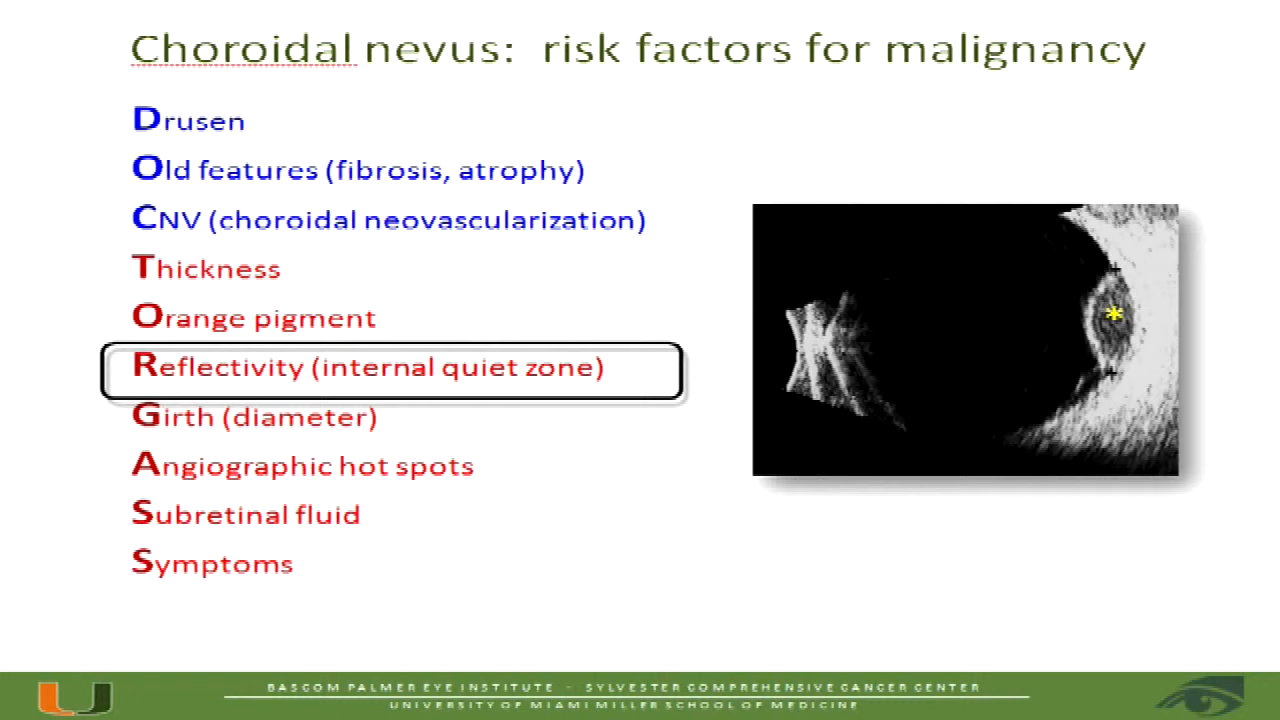 Choroidal nevus: risk factors for malignancy
Drusen
Old features (fibrosis, atrophy)
CNV (choroidal neovascularization)
Thickness
Orange pigment
Reflectivity (internal quiet zone)
Girth (diameter)
Angiographic hot spots
Subretinal fluid
Symptoms
*
BASCOM PALMER EYE INSTITUTE - SYLVESTER COMPREHENSIVE CANCER CENTER
UNIVERSITY OF MIAMI MILLER SCHOOL OF MEDICINE